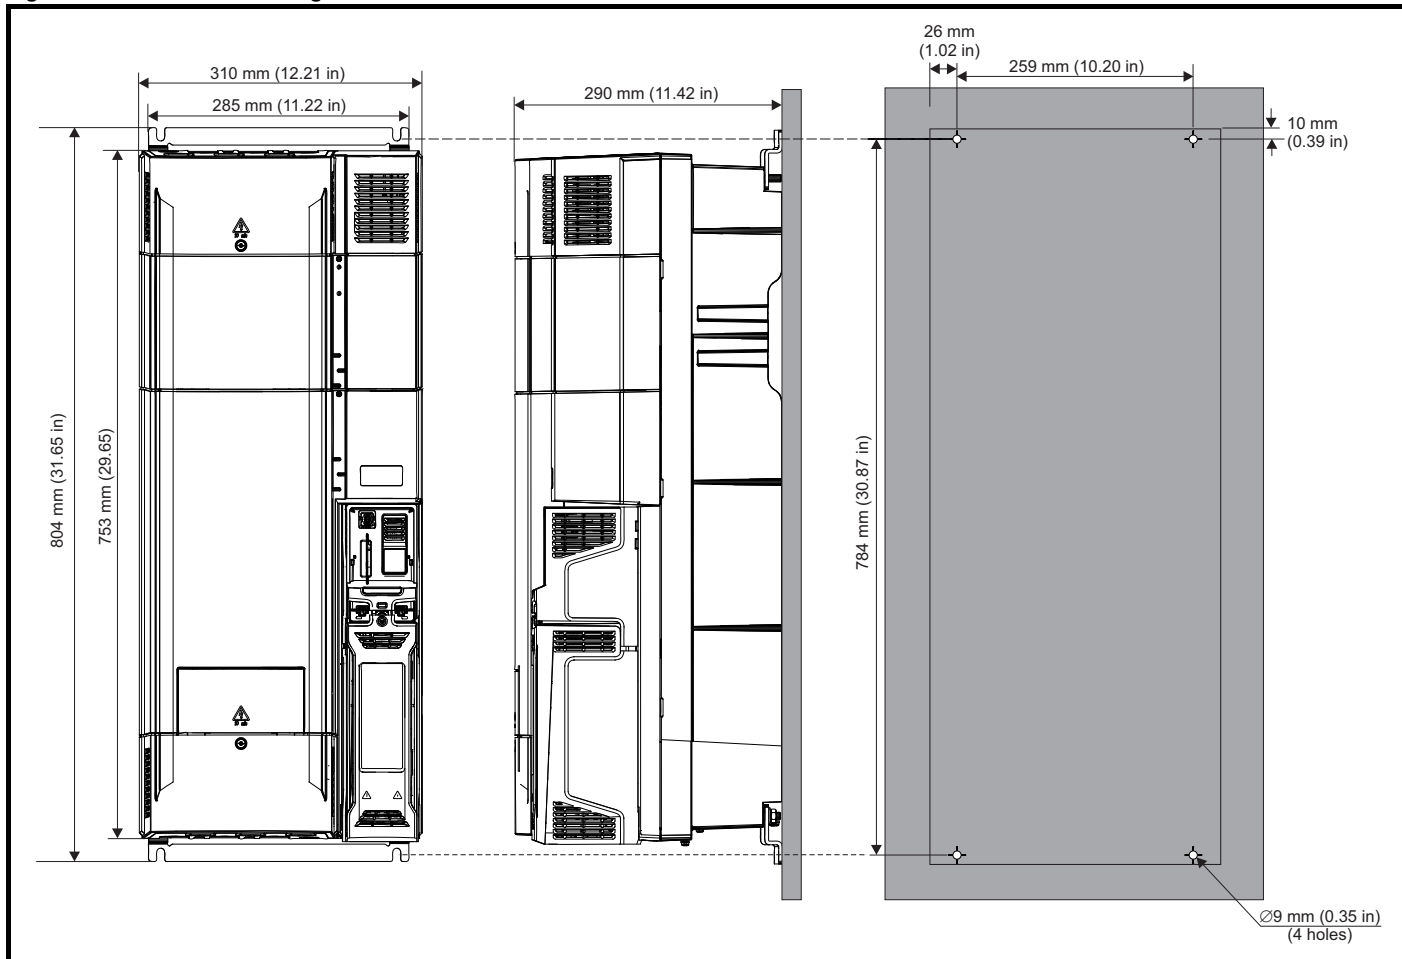 310 mm (12.21 in)
285 mm (11.22 in)
804 mm (31.65 in)
753 mm (29.65)
290 mm (11.42 in)
26 mm
(1.02 in)
259 mm (10.20 in)
10 mm
(0.39 in)
784 mm (30.87 in)
∅9 mm (0.35 in)
(4 holes)